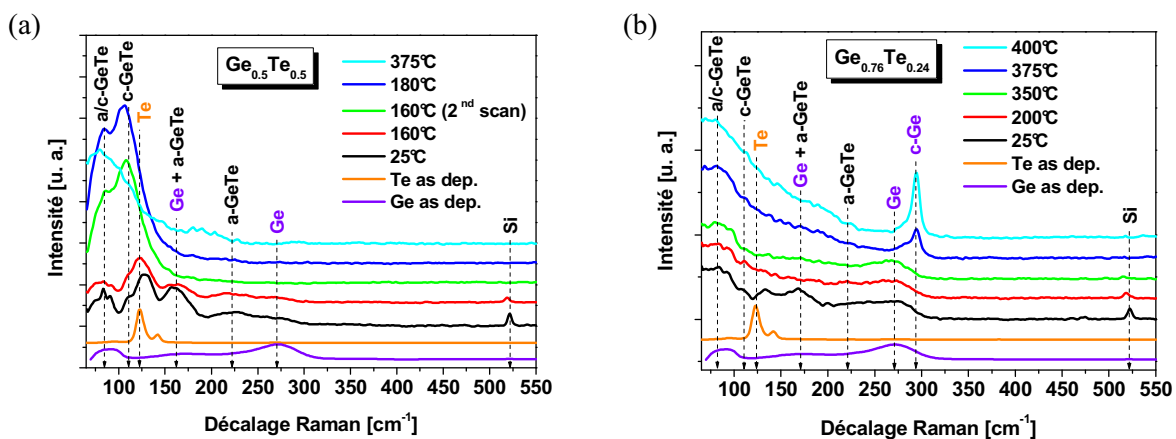 (a)
Ge0.5Te0.5
375°C
180°C
160°C (2nd scan)
160°C
25°C
Te as dep.
Ge as dep.
a/c-GeTe
c-GeTe
Te
Ge + a-GeTe
a-GeTe
Ge
Si
Intensité [u. a.]
100 150 200 250 300 350 400 450 500 550
Décalage Raman [cm-1]
(b)
Ge0.76Te0.24
400°C
375°C
350°C
200°C
25°C
Te as dep.
Ge as dep.
a/c-GeTe
c-GeTe
Te
Ge + a-GeTe
a-GeTe
Ge
c-Ge
Si
Intensité [u. a.]
100 150 200 250 300 350 400 450 500 550
Décalage Raman [cm-1]